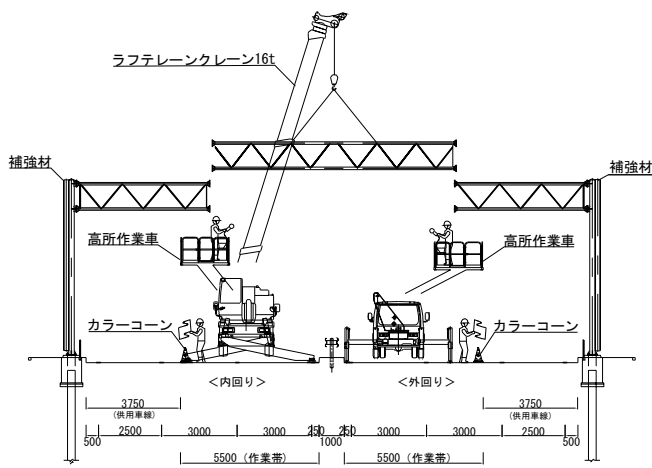 ラフテレーンクレーン16t
補強材
補強材
高所作業車
高所作業車
カラーコーン
カラーコーン
＜内回り＞
＜外回り＞
3750
(供用車線)
3750
(供用車線)
500
2500
3000
3000
250
1000
250
3000
3000
2500
500
5500 (作業帯)
5500 (作業帯)